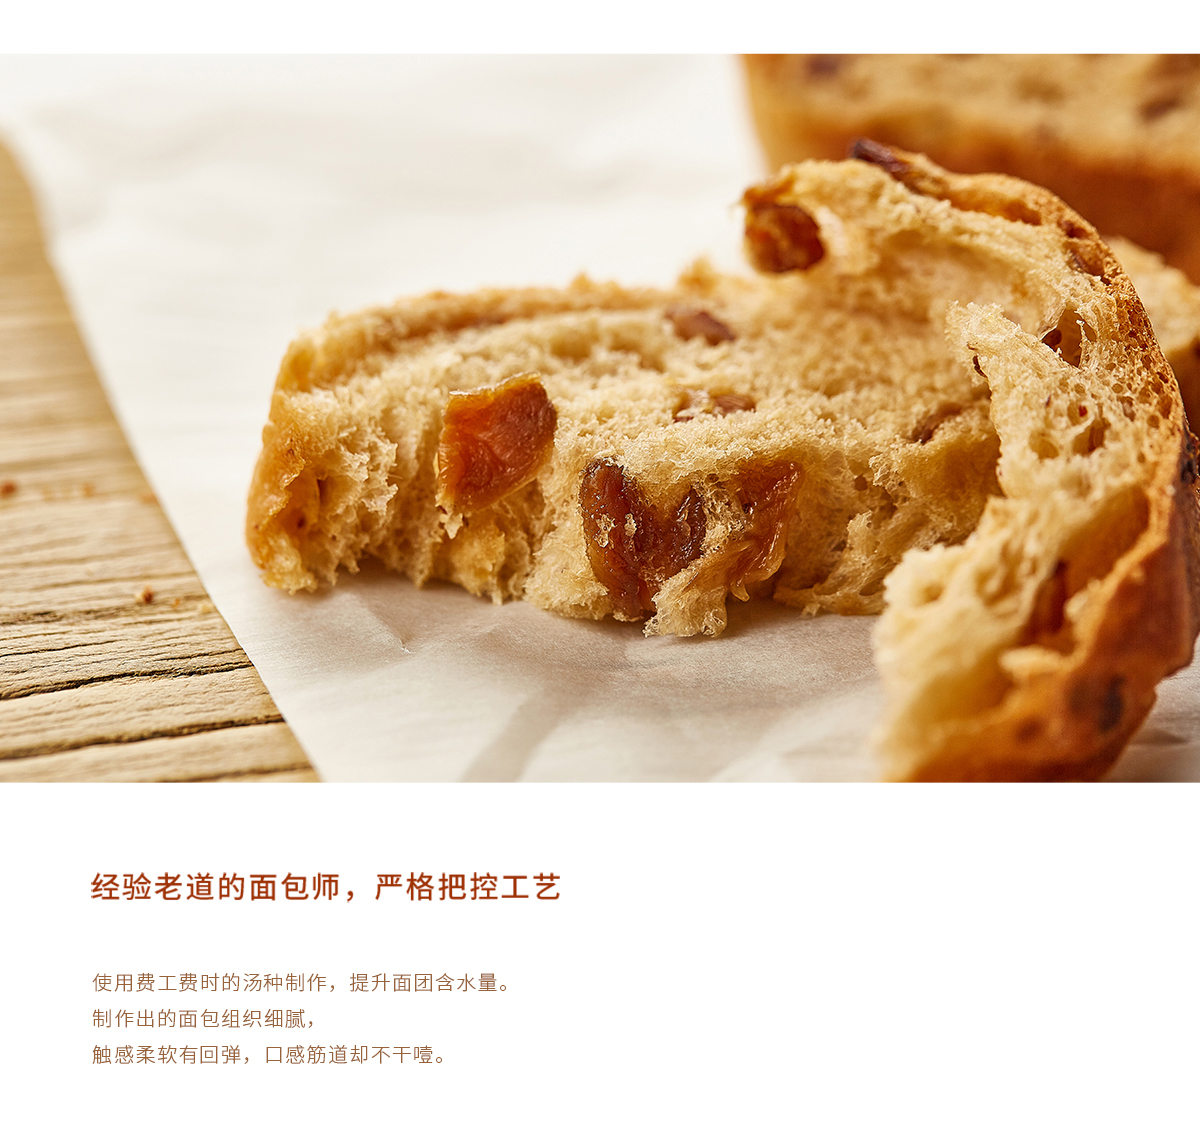 经验老道的面包师，严格把控工艺
使用费工费时的汤种制作，提升面团含水量。
制作出的面包组织细腻，
触感柔软有回弹，口感筋道却不干噎。